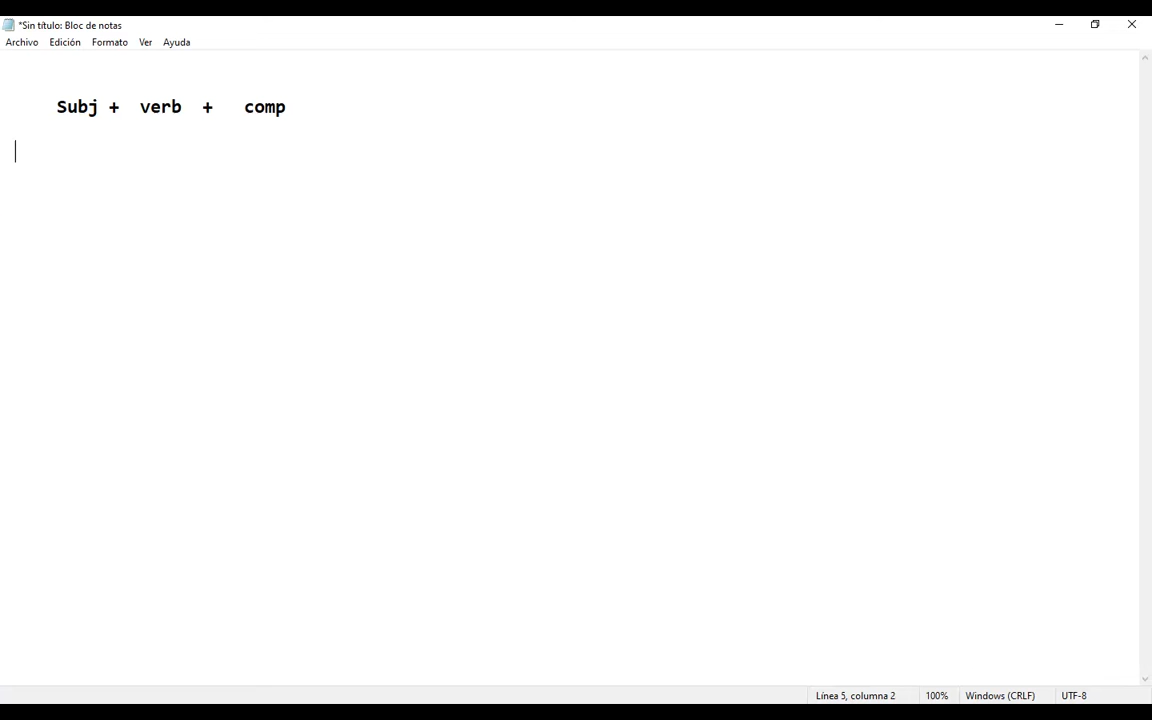 *Sin título: Bloc de notas
Archivo Edición Formato Ver Ayuda
Subj + verb + comp
Línea 5, columna 2 100% Windows (CRLF) UTF-8